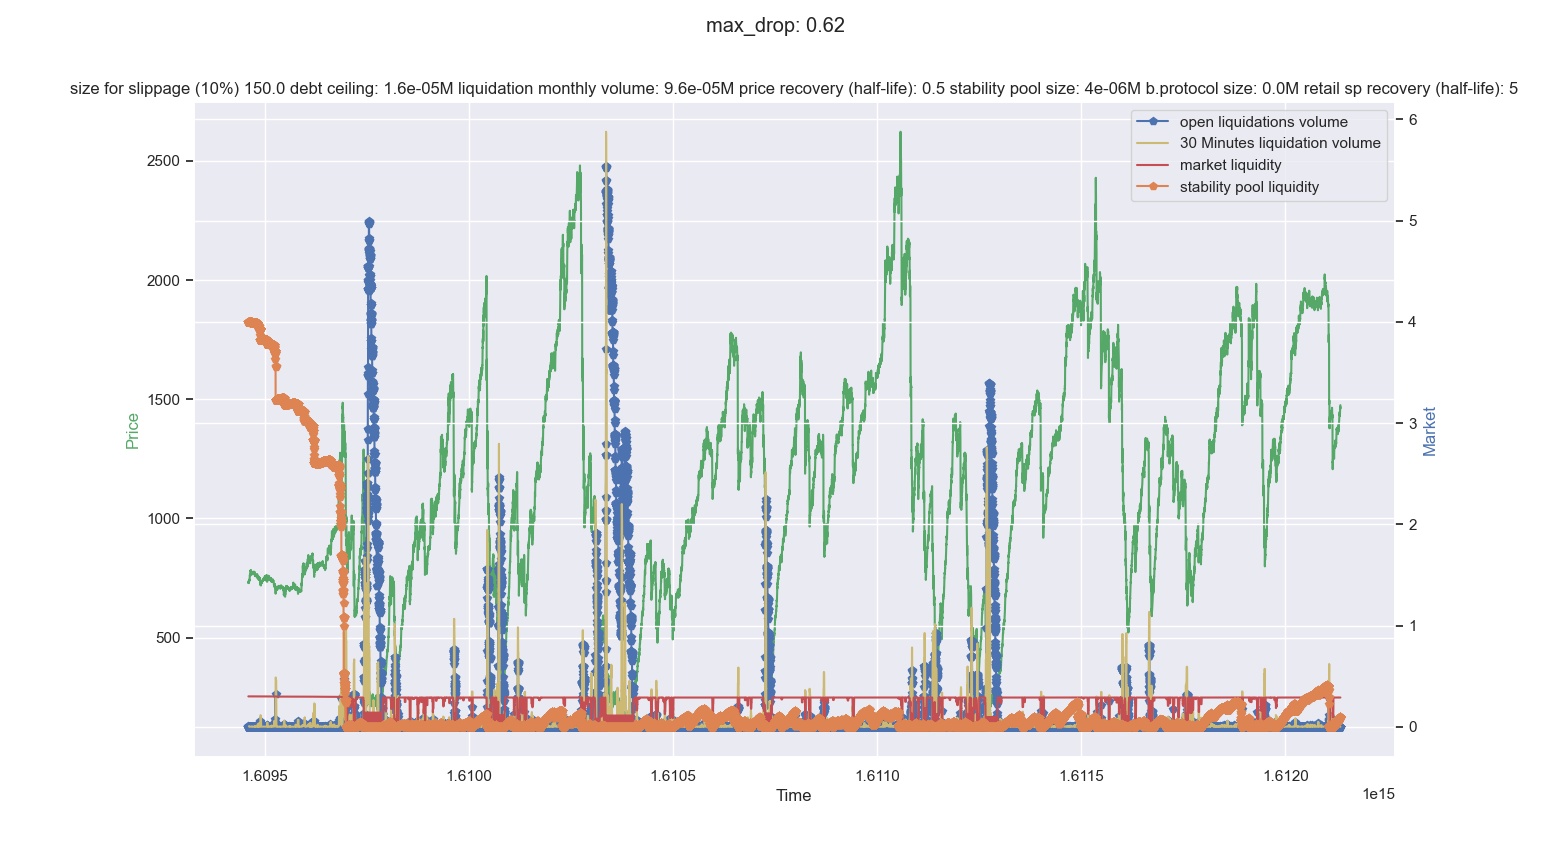 max_drop: 0.62
size for slippage (10%) 150.0 debt ceiling: 1.6e-05M liquidation monthly volume: 9.6e-05M price recovery (half-life): 0.5 stability pool size: 4e-06M b.protocol size: 0.0M retail sp recovery (half-life): 5
open liquidations volume
30 Minutes liquidation volume
market liquidity
stability pool liquidity
Price
2500
2000
1500
1000
500
6
5
4
3
2
1
0
Market
1.6095
1.6100
1.6105
1.6110
1.6115
1.6120
1e15
Time